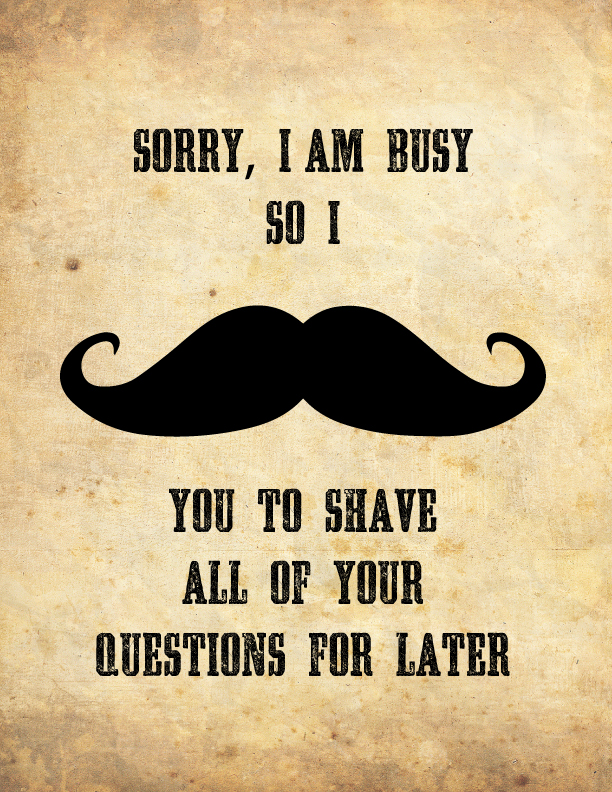 SORRY, I AM BUSY
SO I
YOU TO SHAVE
ALL OF YOUR
QUESTIONS FOR LATER